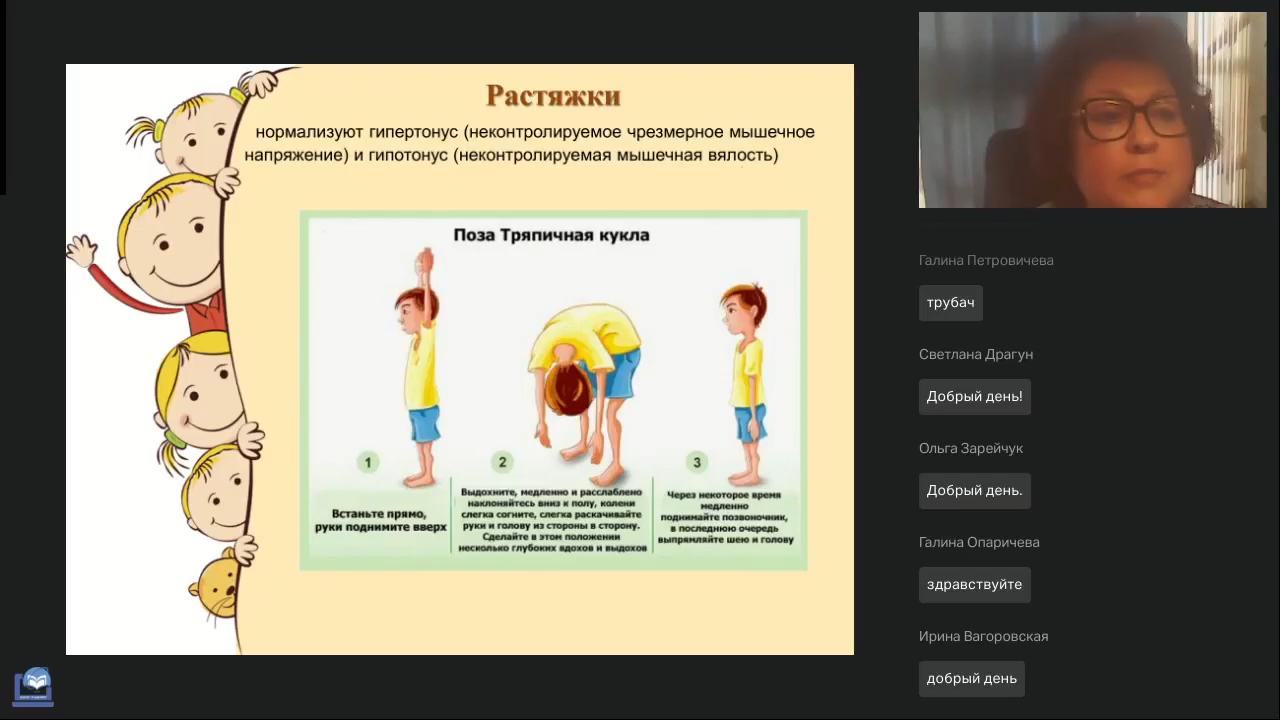 Растяжки
нормализуют гипертонус (неконтролируемое чрезмерное мышечное
напряжение) и гипотонус (неконтролируемая мышечная вялость)
Поза Тряпичная кукла
1
Встаньте прямо,
руки поднимите вверх
2
Выдохните, медленно и расслаблено
наклоняйтесь вниз к полу, колени
слегка согните, слегка раскачивайте
руки и голову из стороны в сторону.
Сделайте в этом положении
несколько глубоких вдохов и выдохов
3
Через некоторое время
медленно
поднимайте позвоночник,
в последнюю очередь
выпрямляйте шею и голову
Галина Петровичева
трубач
Светлана Драгун
Добрый день!
Ольга Зарейчук
Добрый день.
Галина Опаричева
здравствуйте
Ирина Вагоровская
добрый день